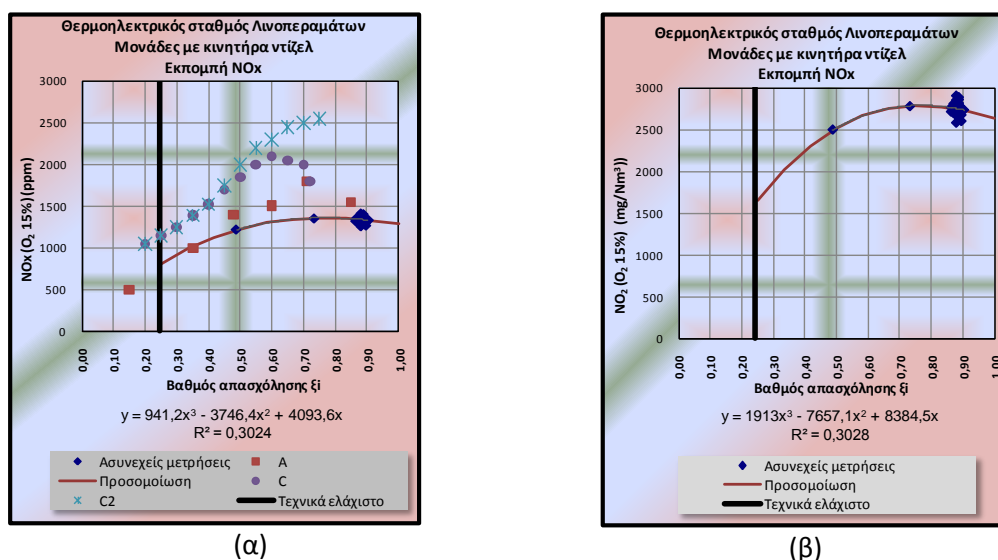 Θερμοηλεκτρικός σταθμός Λινοπεραμάτων
Μονάδες με κινητήρα ντίζελ
Εκπομπή NOx
NOx (O₂ 15%) (ppm)
3000
2500
2000
1500
1000
500
0
0,00 0,10 0,20 0,30 0,40 0,50 0,60 0,70 0,80 0,90 1,00
Βαθμός απασχόλησης ξi
y = 941,2x³ - 3746,4x² + 4093,6x
R² = 0,3024
Ασυνεχείς μετρήσεις A
Προσομοίωση C
C2 Τεχνικά ελάχιστο
(α)
Θερμοηλεκτρικός σταθμός Λινοπεραμάτων
Μονάδες με κινητήρα ντίζελ
Εκπομπή NOx
NO₂ (O₂ 15%) (mg/Nm³))
3000
2500
2000
1500
1000
500
0
0,00 0,10 0,20 0,30 0,40 0,50 0,60 0,70 0,80 0,90 1,00
Βαθμός απασχόλησης ξi
y = 1913x³ - 7657,1x² + 8384,5x
R² = 0,3028
Ασυνεχείς μετρήσεις
Προσομοίωση
Τεχνικά ελάχιστο
(β)